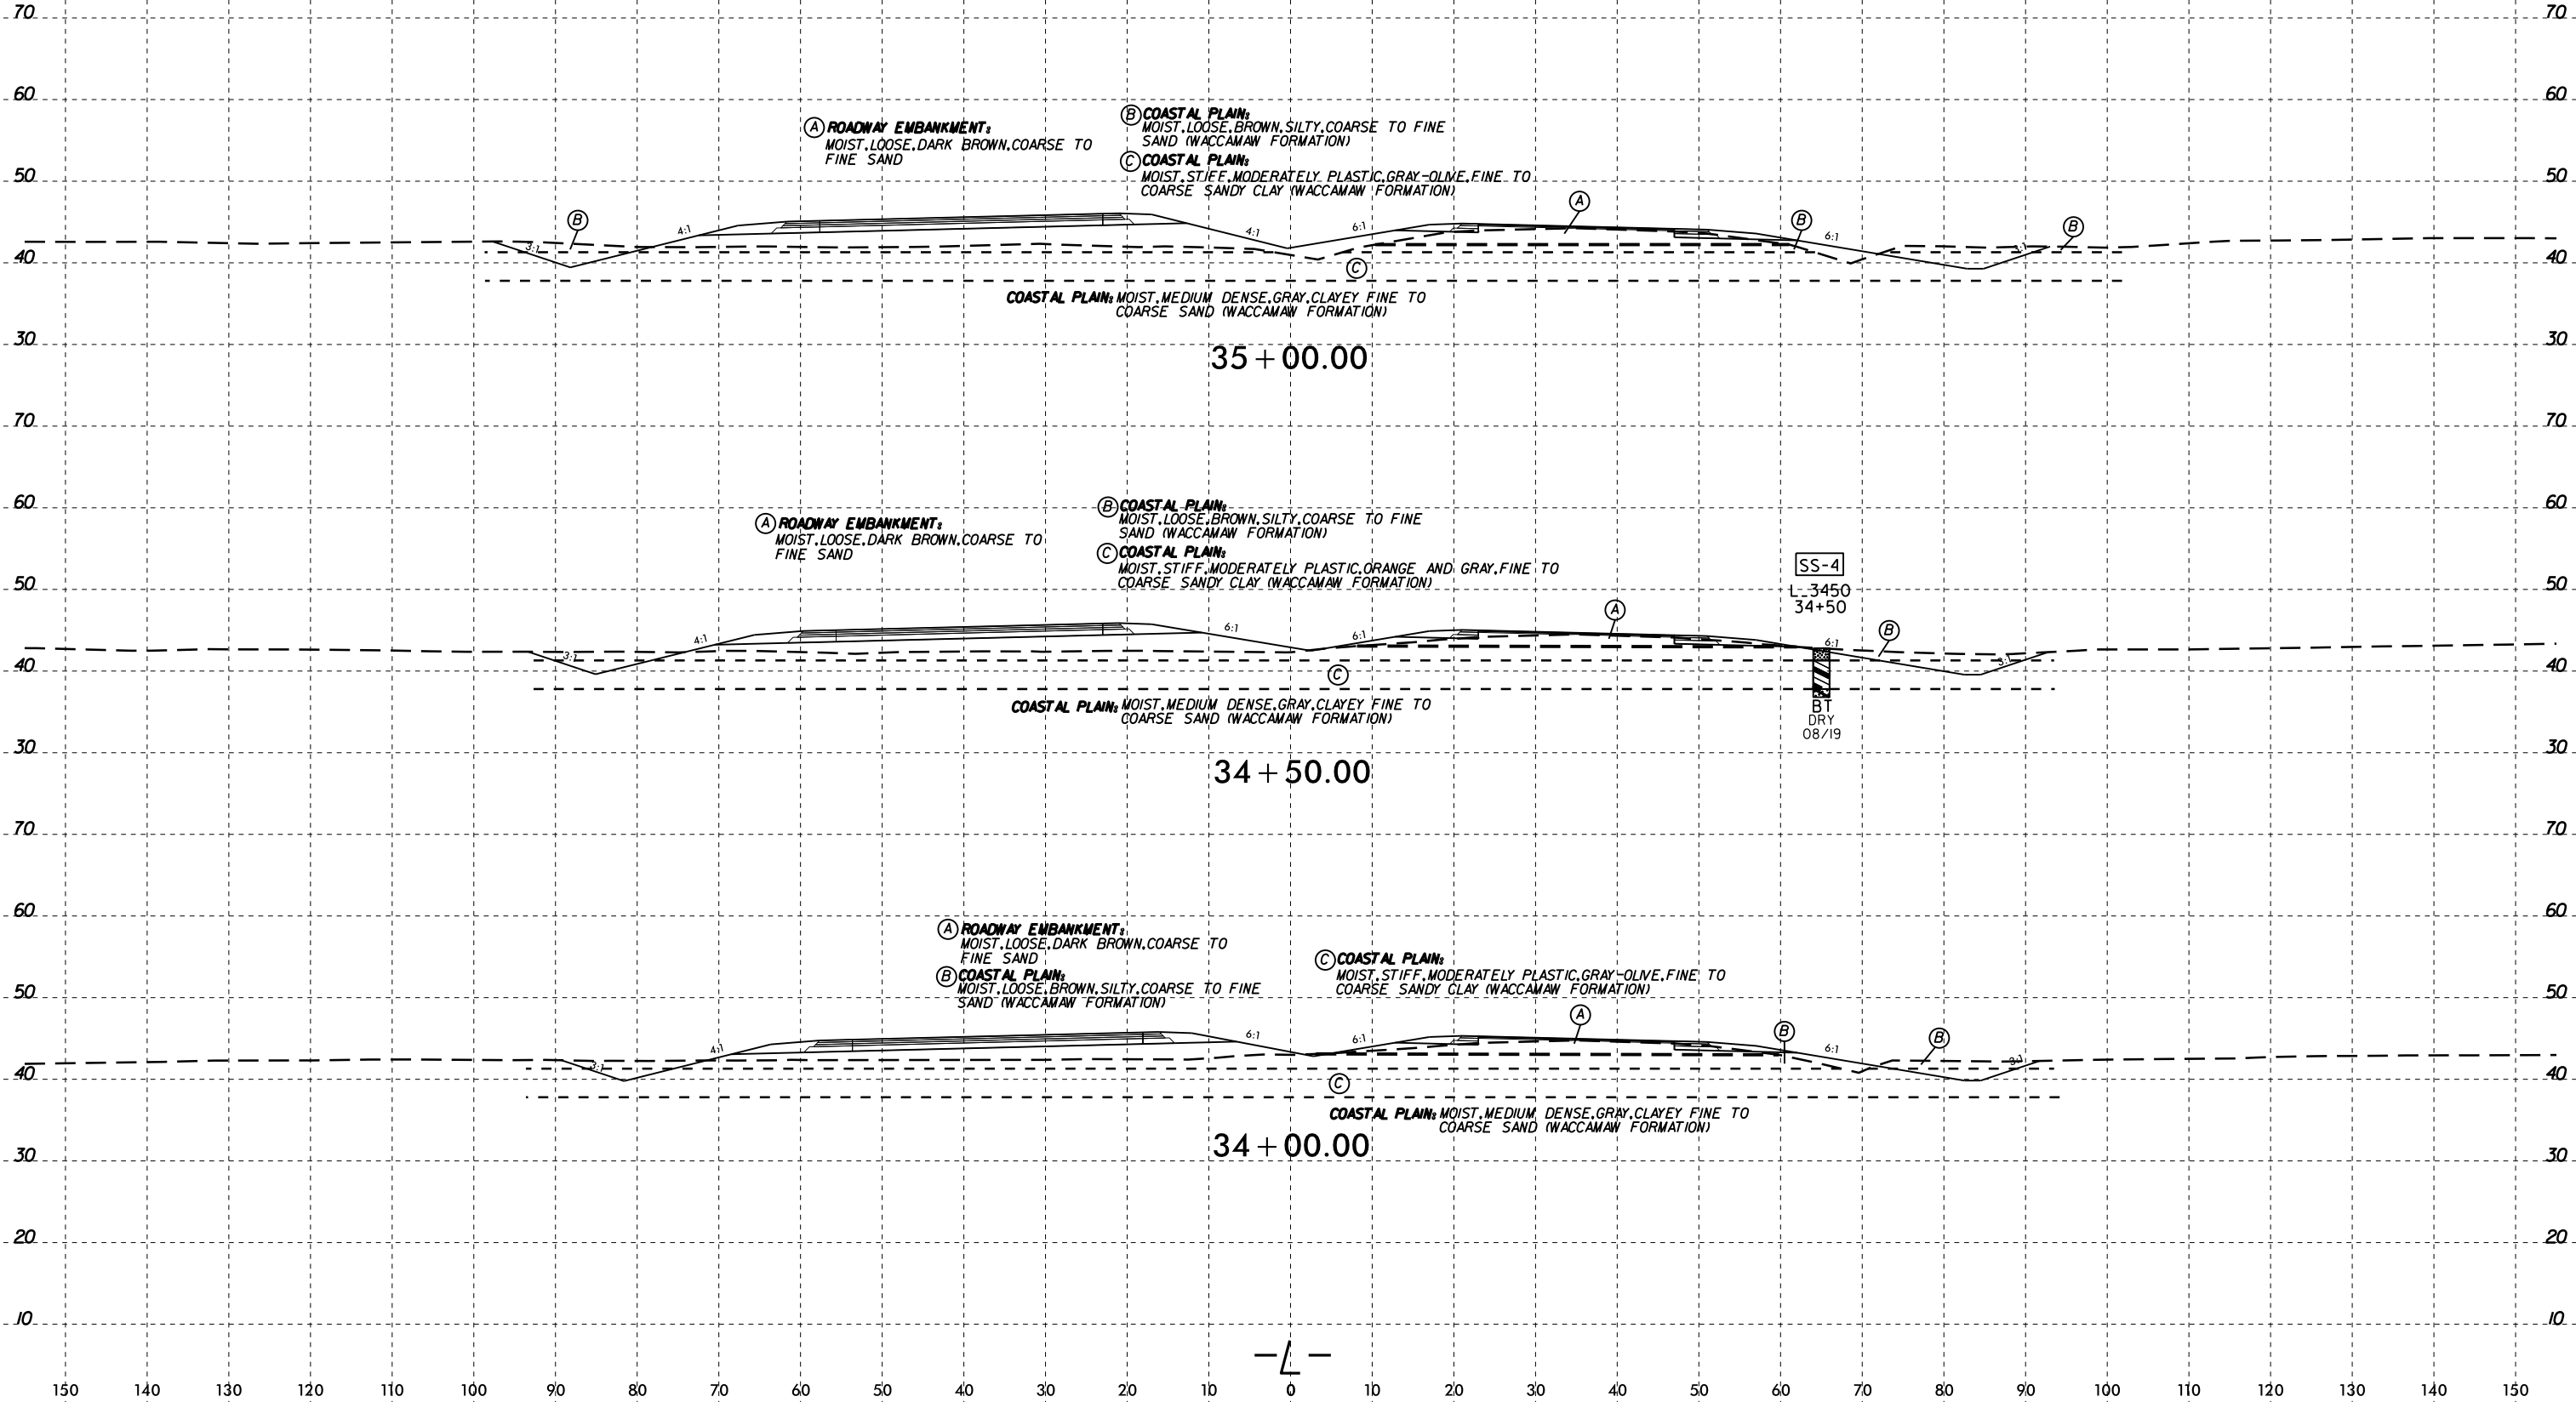 70 70
60 60
Ⓐ ROADWAY EMBANKMENT:
MOIST, LOOSE, DARK BROWN, COARSE TO
FINE SAND
Ⓑ COASTAL PLAIN:
MOIST, LOOSE, BROWN, SILTY, COARSE TO FINE
SAND (WACCAMAW FORMATION)
Ⓒ COASTAL PLAIN:
MOIST, STIFF, MODERATELY PLASTIC, GRAY-OLIVE, FINE TO
COARSE SANDY CLAY (WACCAMAW FORMATION)
50 50
Ⓑ Ⓐ Ⓑ Ⓑ
3:1 4:1 4:1 6:1 6:1 3:1
40 40
Ⓒ
COASTAL PLAIN: MOIST, MEDIUM DENSE, GRAY, CLAYEY FINE TO
COARSE SAND (WACCAMAW FORMATION)
30 30
35+00.00
70 70
60 60
Ⓐ ROADWAY EMBANKMENT:
MOIST, LOOSE, DARK BROWN, COARSE TO
FINE SAND
Ⓑ COASTAL PLAIN:
MOIST, LOOSE, BROWN, SILTY, COARSE TO FINE
SAND (WACCAMAW FORMATION)
Ⓒ COASTAL PLAIN:
MOIST, STIFF, MODERATELY PLASTIC, ORANGE AND GRAY, FINE TO
COARSE SANDY CLAY (WACCAMAW FORMATION)
SS-4
L_3450
34+50
50 50
Ⓐ Ⓑ
3:1 4:1 6:1 6:1 6:1 3:1
40 40
Ⓒ
COASTAL PLAIN: MOIST, MEDIUM DENSE, GRAY, CLAYEY FINE TO
COARSE SAND (WACCAMAW FORMATION)
BT
DRY
08/19
30 30
34+50.00
70 70
60 60
Ⓐ ROADWAY EMBANKMENT:
MOIST, LOOSE, DARK BROWN, COARSE TO
FINE SAND
Ⓑ COASTAL PLAIN:
MOIST, LOOSE, BROWN, SILTY, COARSE TO FINE
SAND (WACCAMAW FORMATION)
Ⓒ COASTAL PLAIN:
MOIST, STIFF, MODERATELY PLASTIC, GRAY-OLIVE, FINE TO
COARSE SANDY CLAY (WACCAMAW FORMATION)
50 50
Ⓐ Ⓑ Ⓑ
3:1 4:1 6:1 6:1 6:1 3:1
40 40
Ⓒ
COASTAL PLAIN: MOIST, MEDIUM DENSE, GRAY, CLAYEY FINE TO
COARSE SAND (WACCAMAW FORMATION)
34+00.00
30 30
20 20
10 10
-L-
150 140 130 120 110 100 90 80 70 60 50 40 30 20 10 0 10 20 30 40 50 60 70 80 90 100 110 120 130 140 150